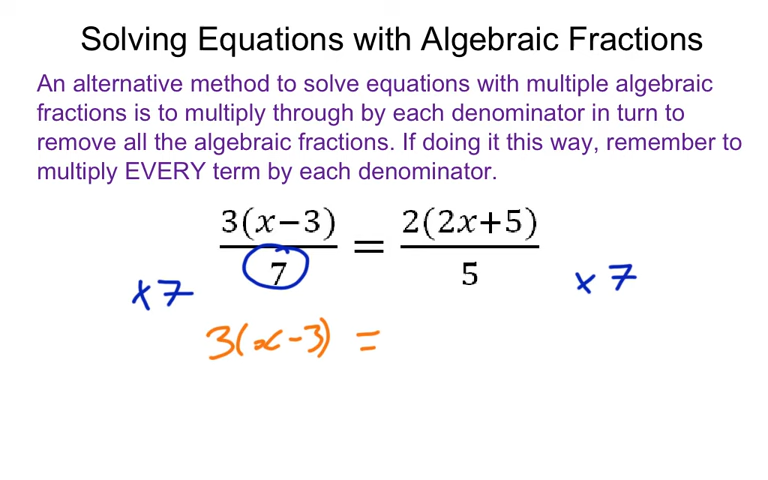 Solving Equations with Algebraic Fractions
An alternative method to solve equations with multiple algebraic
fractions is to multiply through by each denominator in turn to
remove all the algebraic fractions. If doing it this way, remember to
multiply EVERY term by each denominator.
3(x−3) = 2(2x+5)
7 5
×7 ×7
3(x-3) =